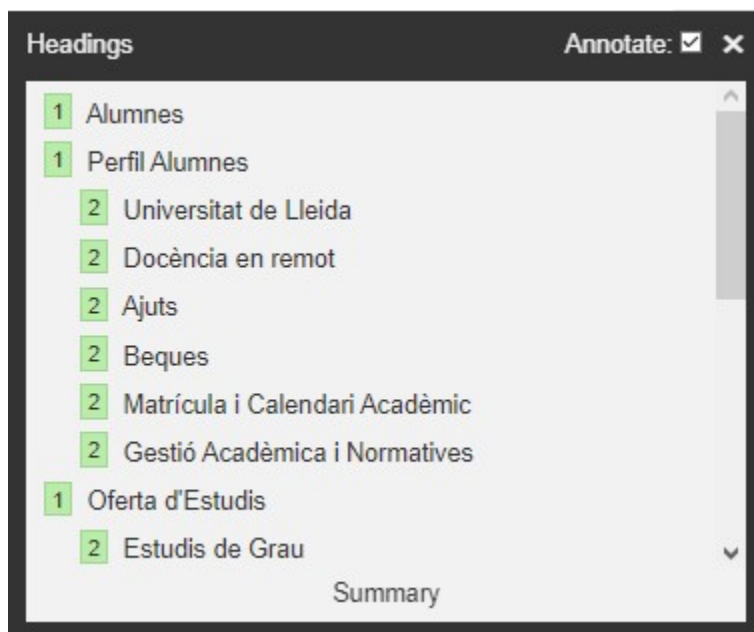 Headings Annotate: ×
1 Alumnes
1 Perfil Alumnes
2 Universitat de Lleida
2 Docència en remot
2 Ajuts
2 Beques
2 Matrícula i Calendari Acadèmic
2 Gestió Acadèmica i Normatives
1 Oferta d'Estudis
2 Estudis de Grau
Summary